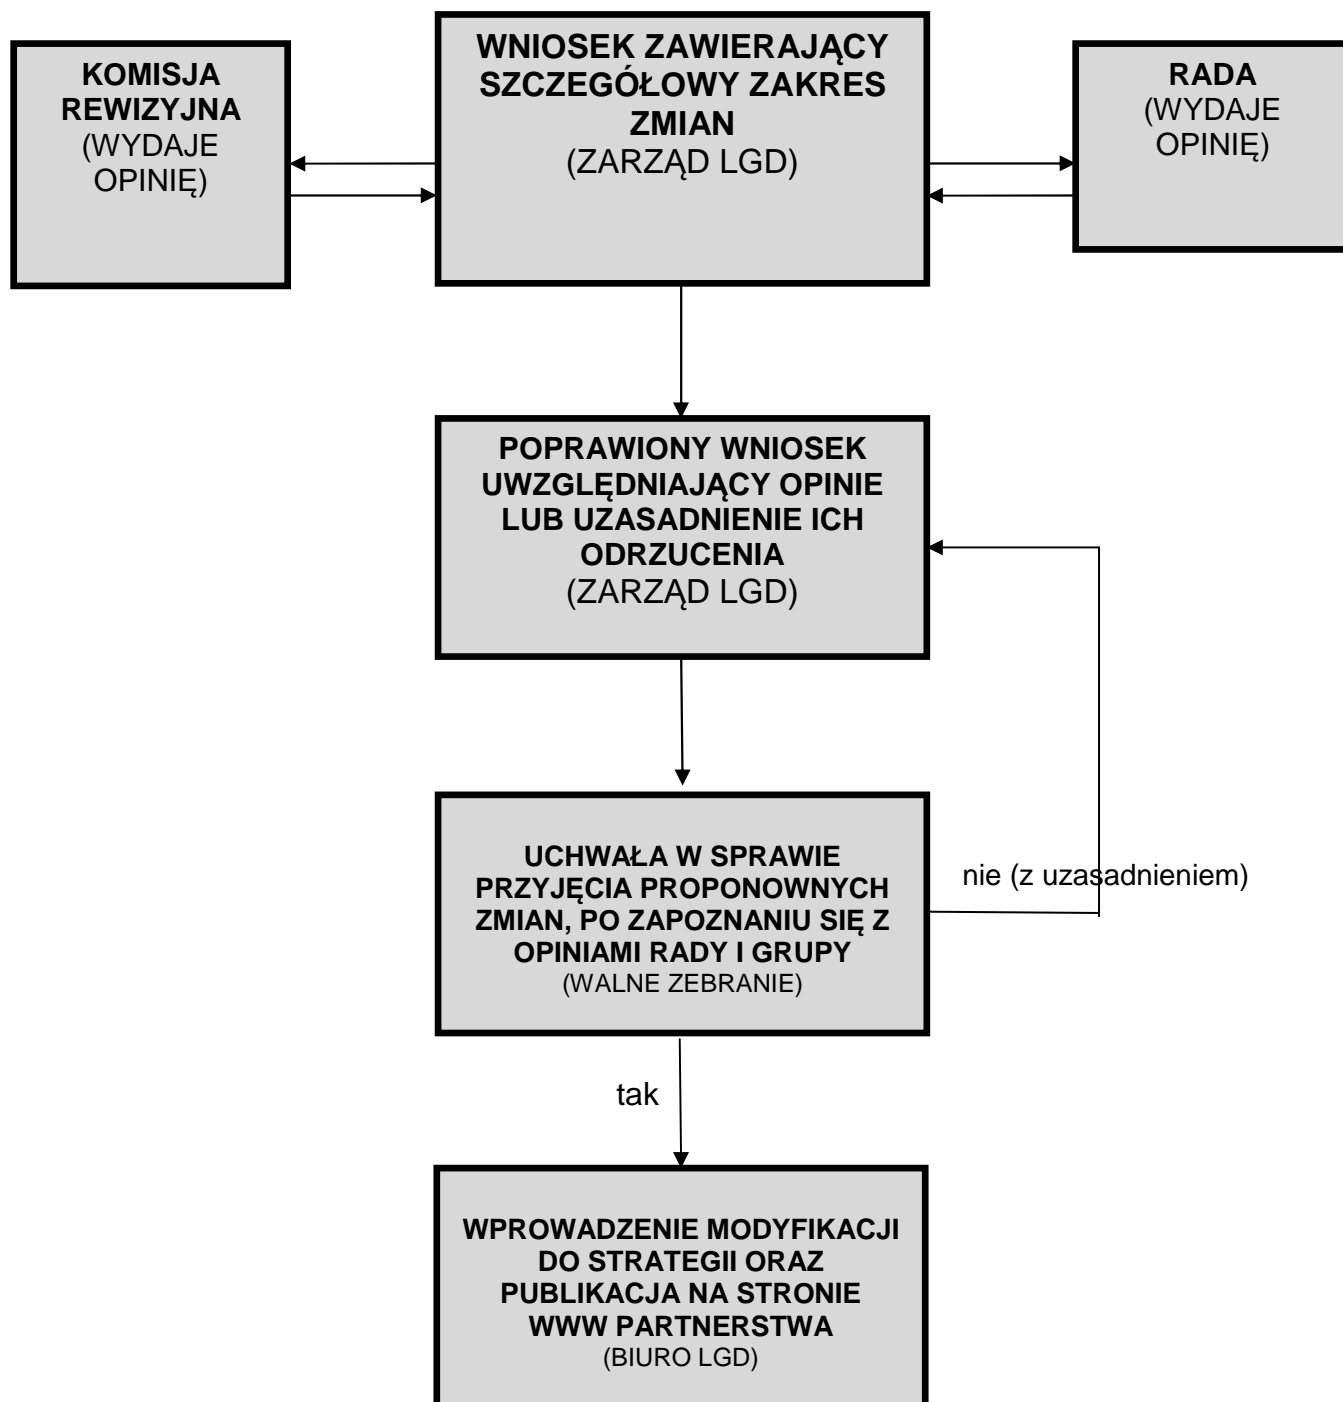 KOMISJA
REWIZYJNA
(WYDAJE
OPINIĘ)
WNIOSEK ZAWIERAJĄCY
SZCZEGÓŁOWY ZAKRES
ZMIAN
(ZARZĄD LGD)
RADA
(WYDAJE
OPINIĘ)
POPRAWIONY WNIOSEK
UWZGLĘDNIAJĄCY OPINIE
LUB UZASADNIENIE ICH
ODRZUCENIA
(ZARZĄD LGD)
UCHWAŁA W SPRAWIE
PRZYJĘCIA PROPONOWNYCH
ZMIAN, PO ZAPOZNANIU SIĘ Z
OPINIAMI RADY I GRUPY
(WALNE ZEBRANIE)
nie (z uzasadnieniem)
tak
WPROWADZENIE MODYFIKACJI
DO STRATEGII ORAZ
PUBLIKACJA NA STRONIE
WWW PARTNERSTWA
(BIURO LGD)